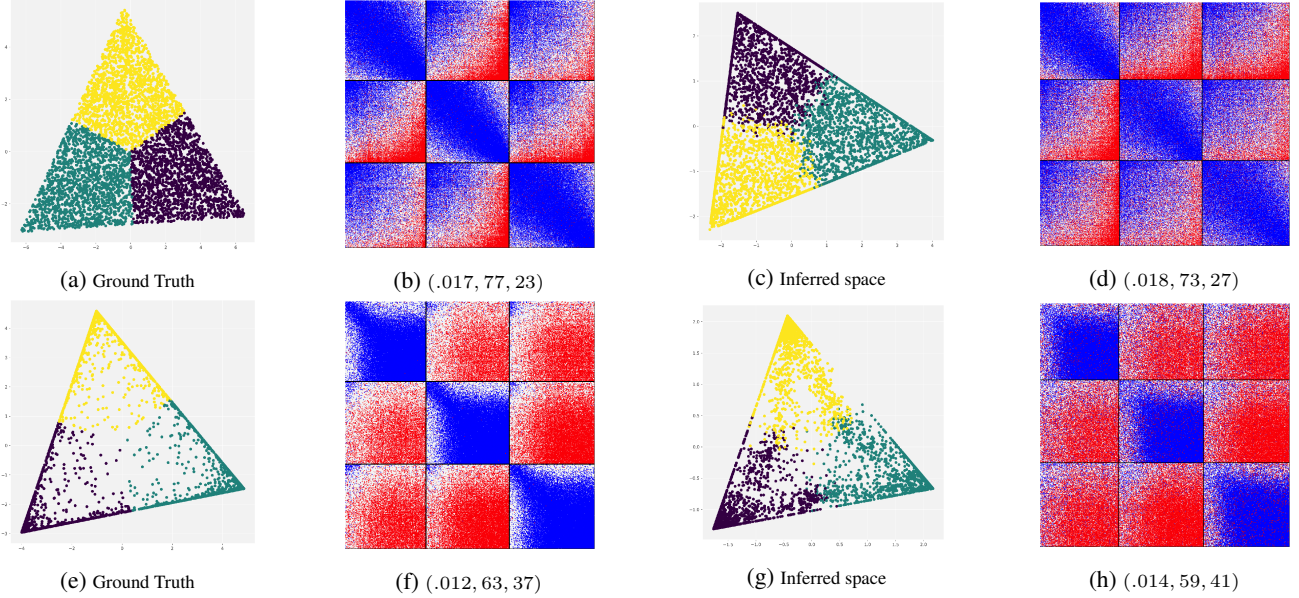 (a) Ground Truth
(b) (.017, 77, 23)
(c) Inferred space
(d) (.018, 73, 27)
(e) Ground Truth
(f) (.012, 63, 37)
(g) Inferred space
(h) (.014, 59, 41)